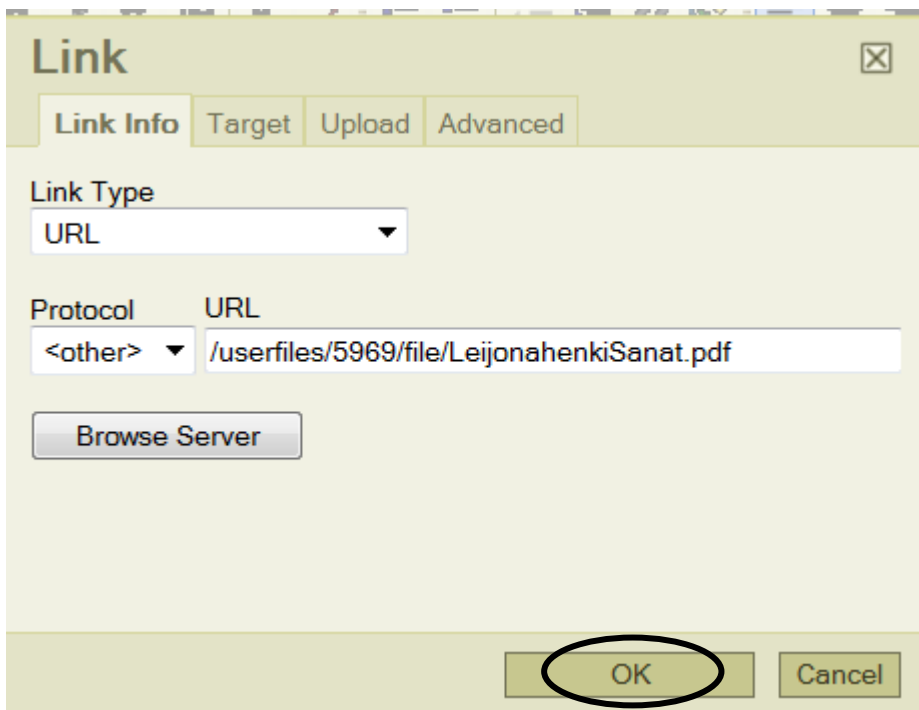 Link
Link Info Target Upload Advanced
Link Type
URL
Protocol URL
<other> /userfiles/5969/file/LeijonahenkiSanat.pdf
Browse Server
OK Cancel